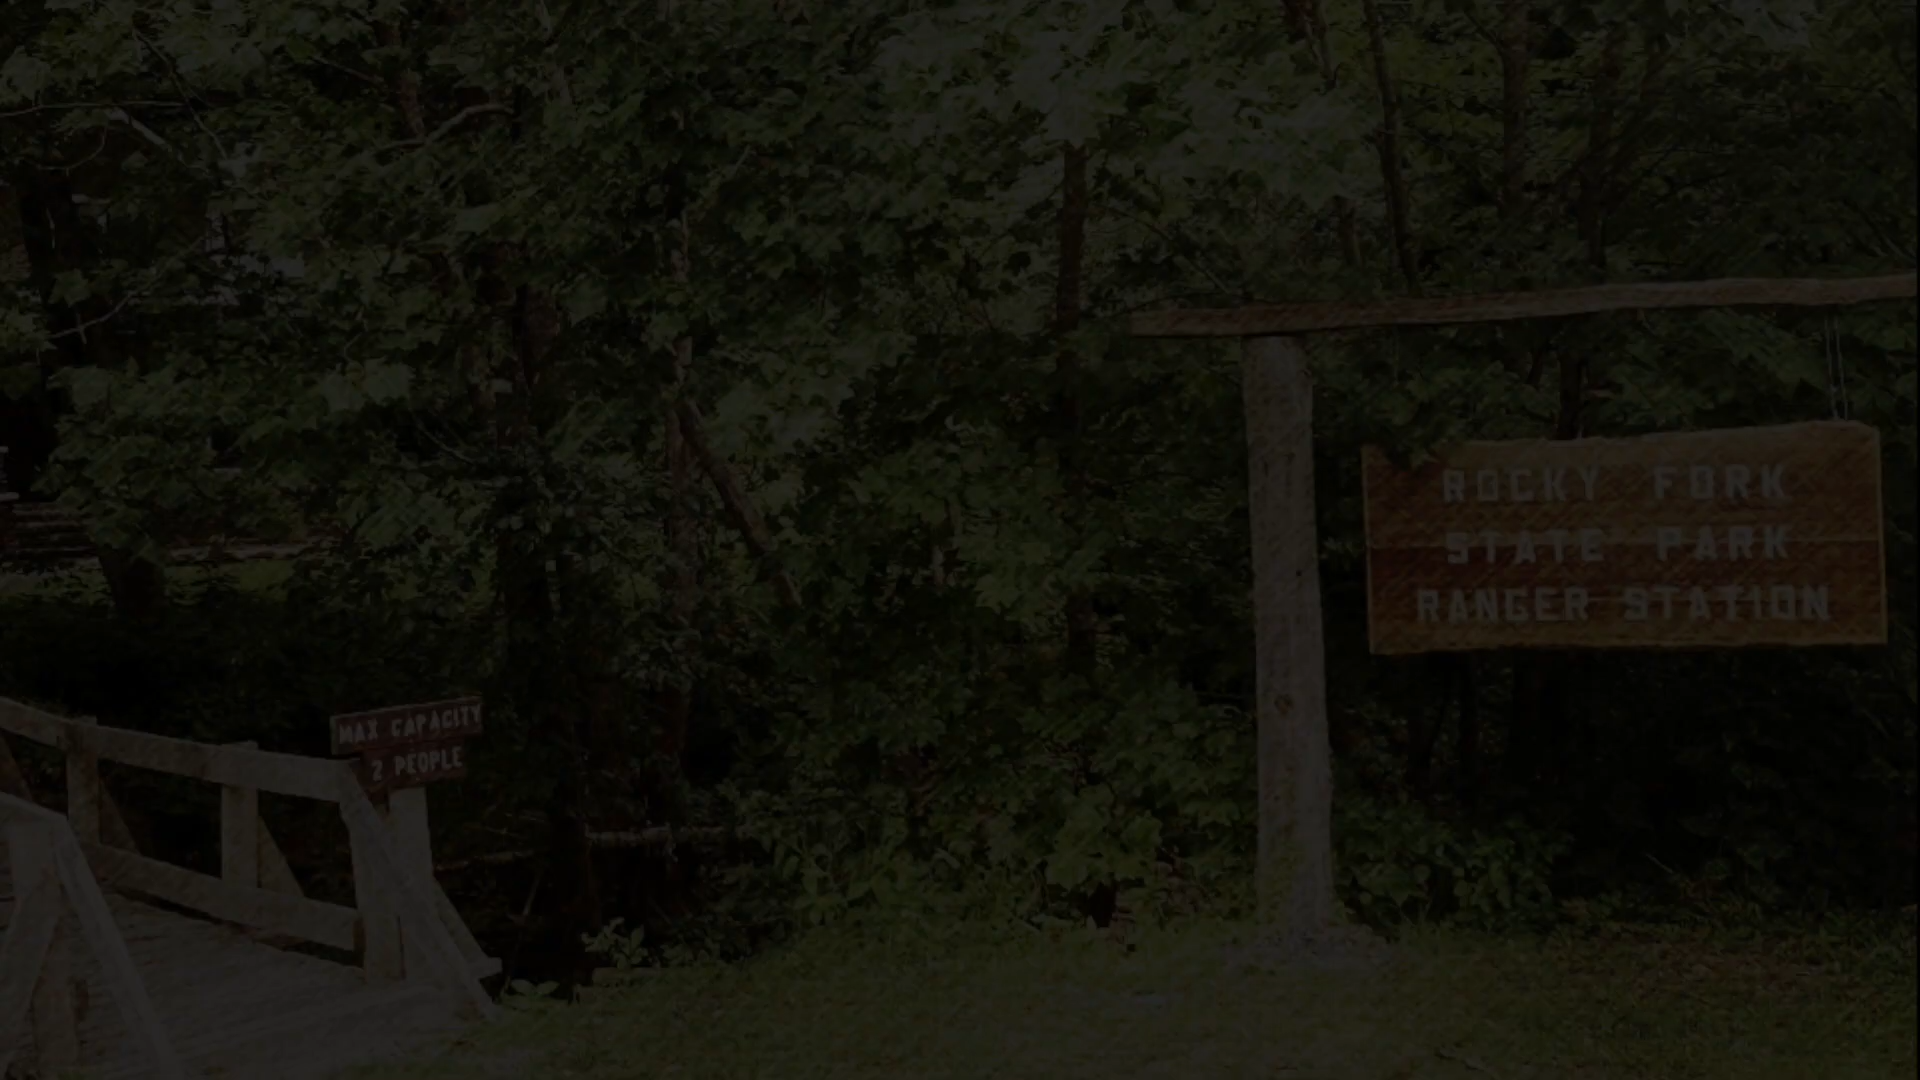 ROCKY FORK
STATE PARK
RANGER STATION
MAX CAPACITY
2 PEOPLE